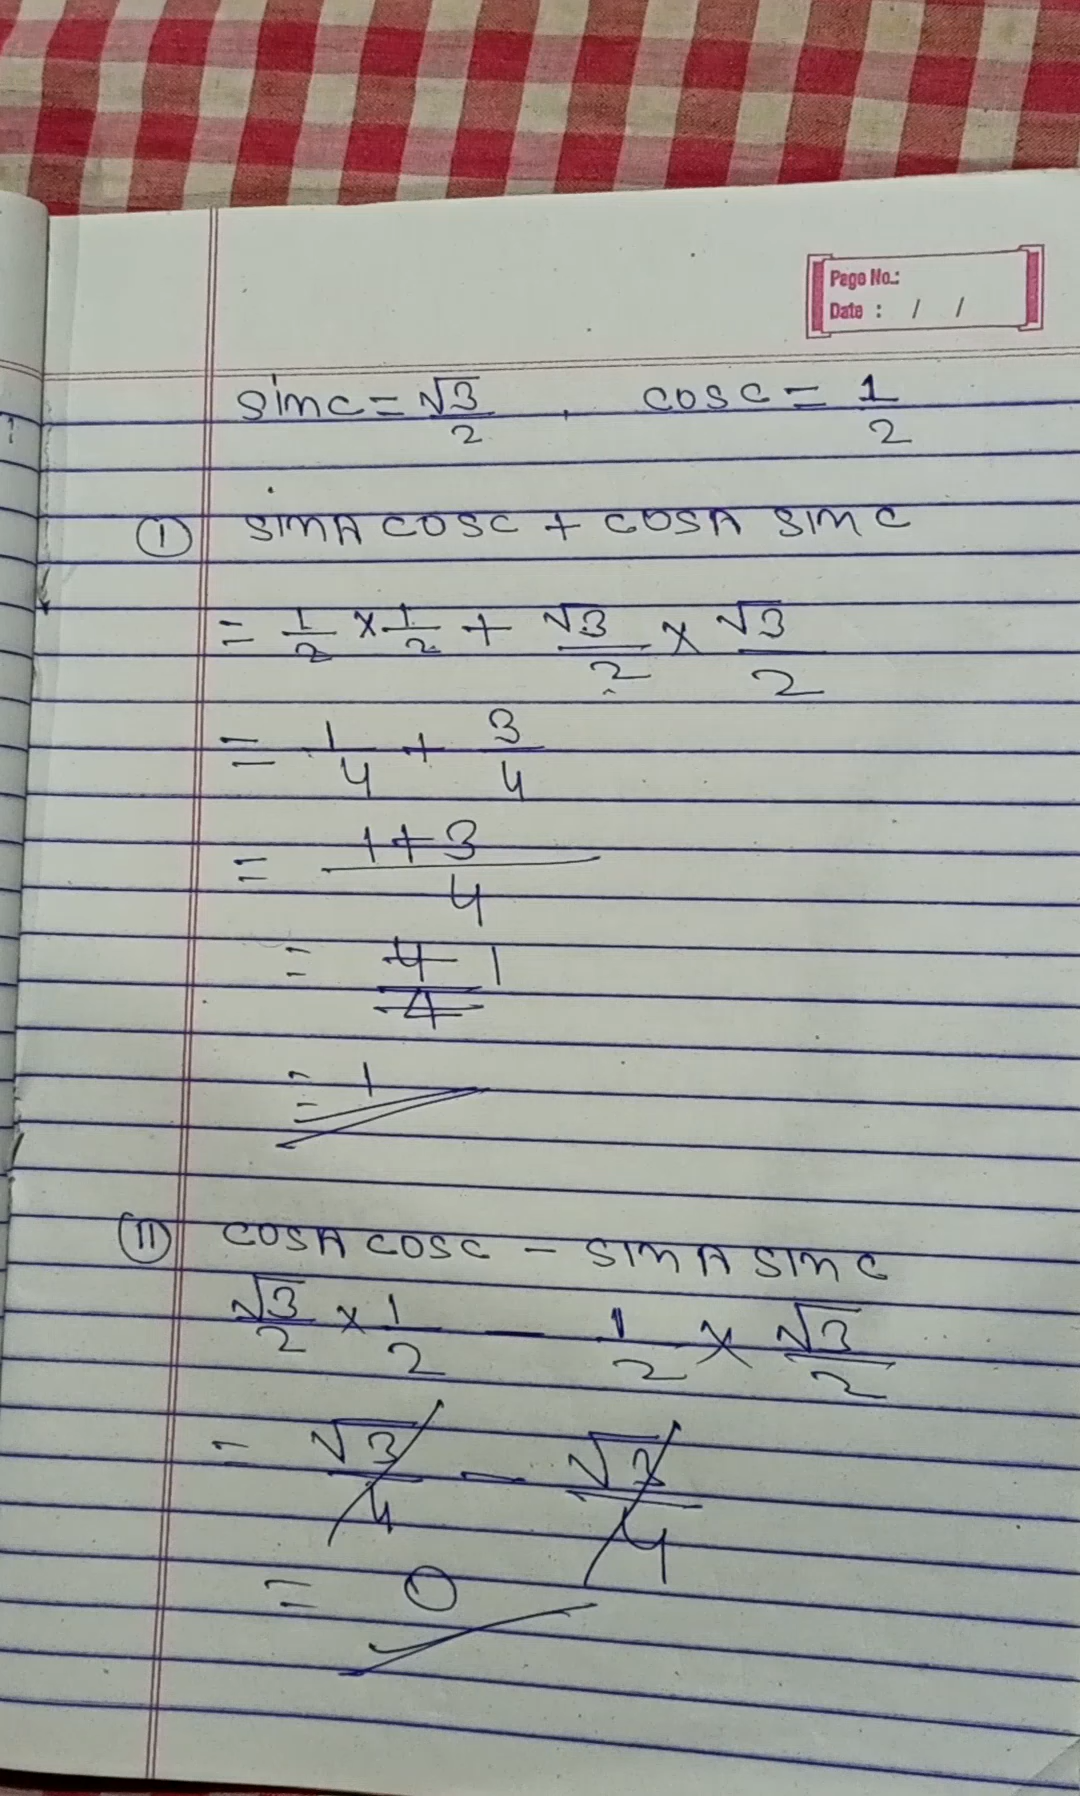 Page No.:
Date : / /
sinc = √3/2 , cosc = 1/2
(I) sinA cosc + cosA sinc
= 1/2 × 1/2 + √3/2 × √3/2
= 1/4 + 3/4
= 1+3/4
= 4/4 1
= 1
(II) cosA cosc - sinA sinc
√3/2 × 1/2 - 1/2 × √3/2
= √3/4 - √3/4
= 0